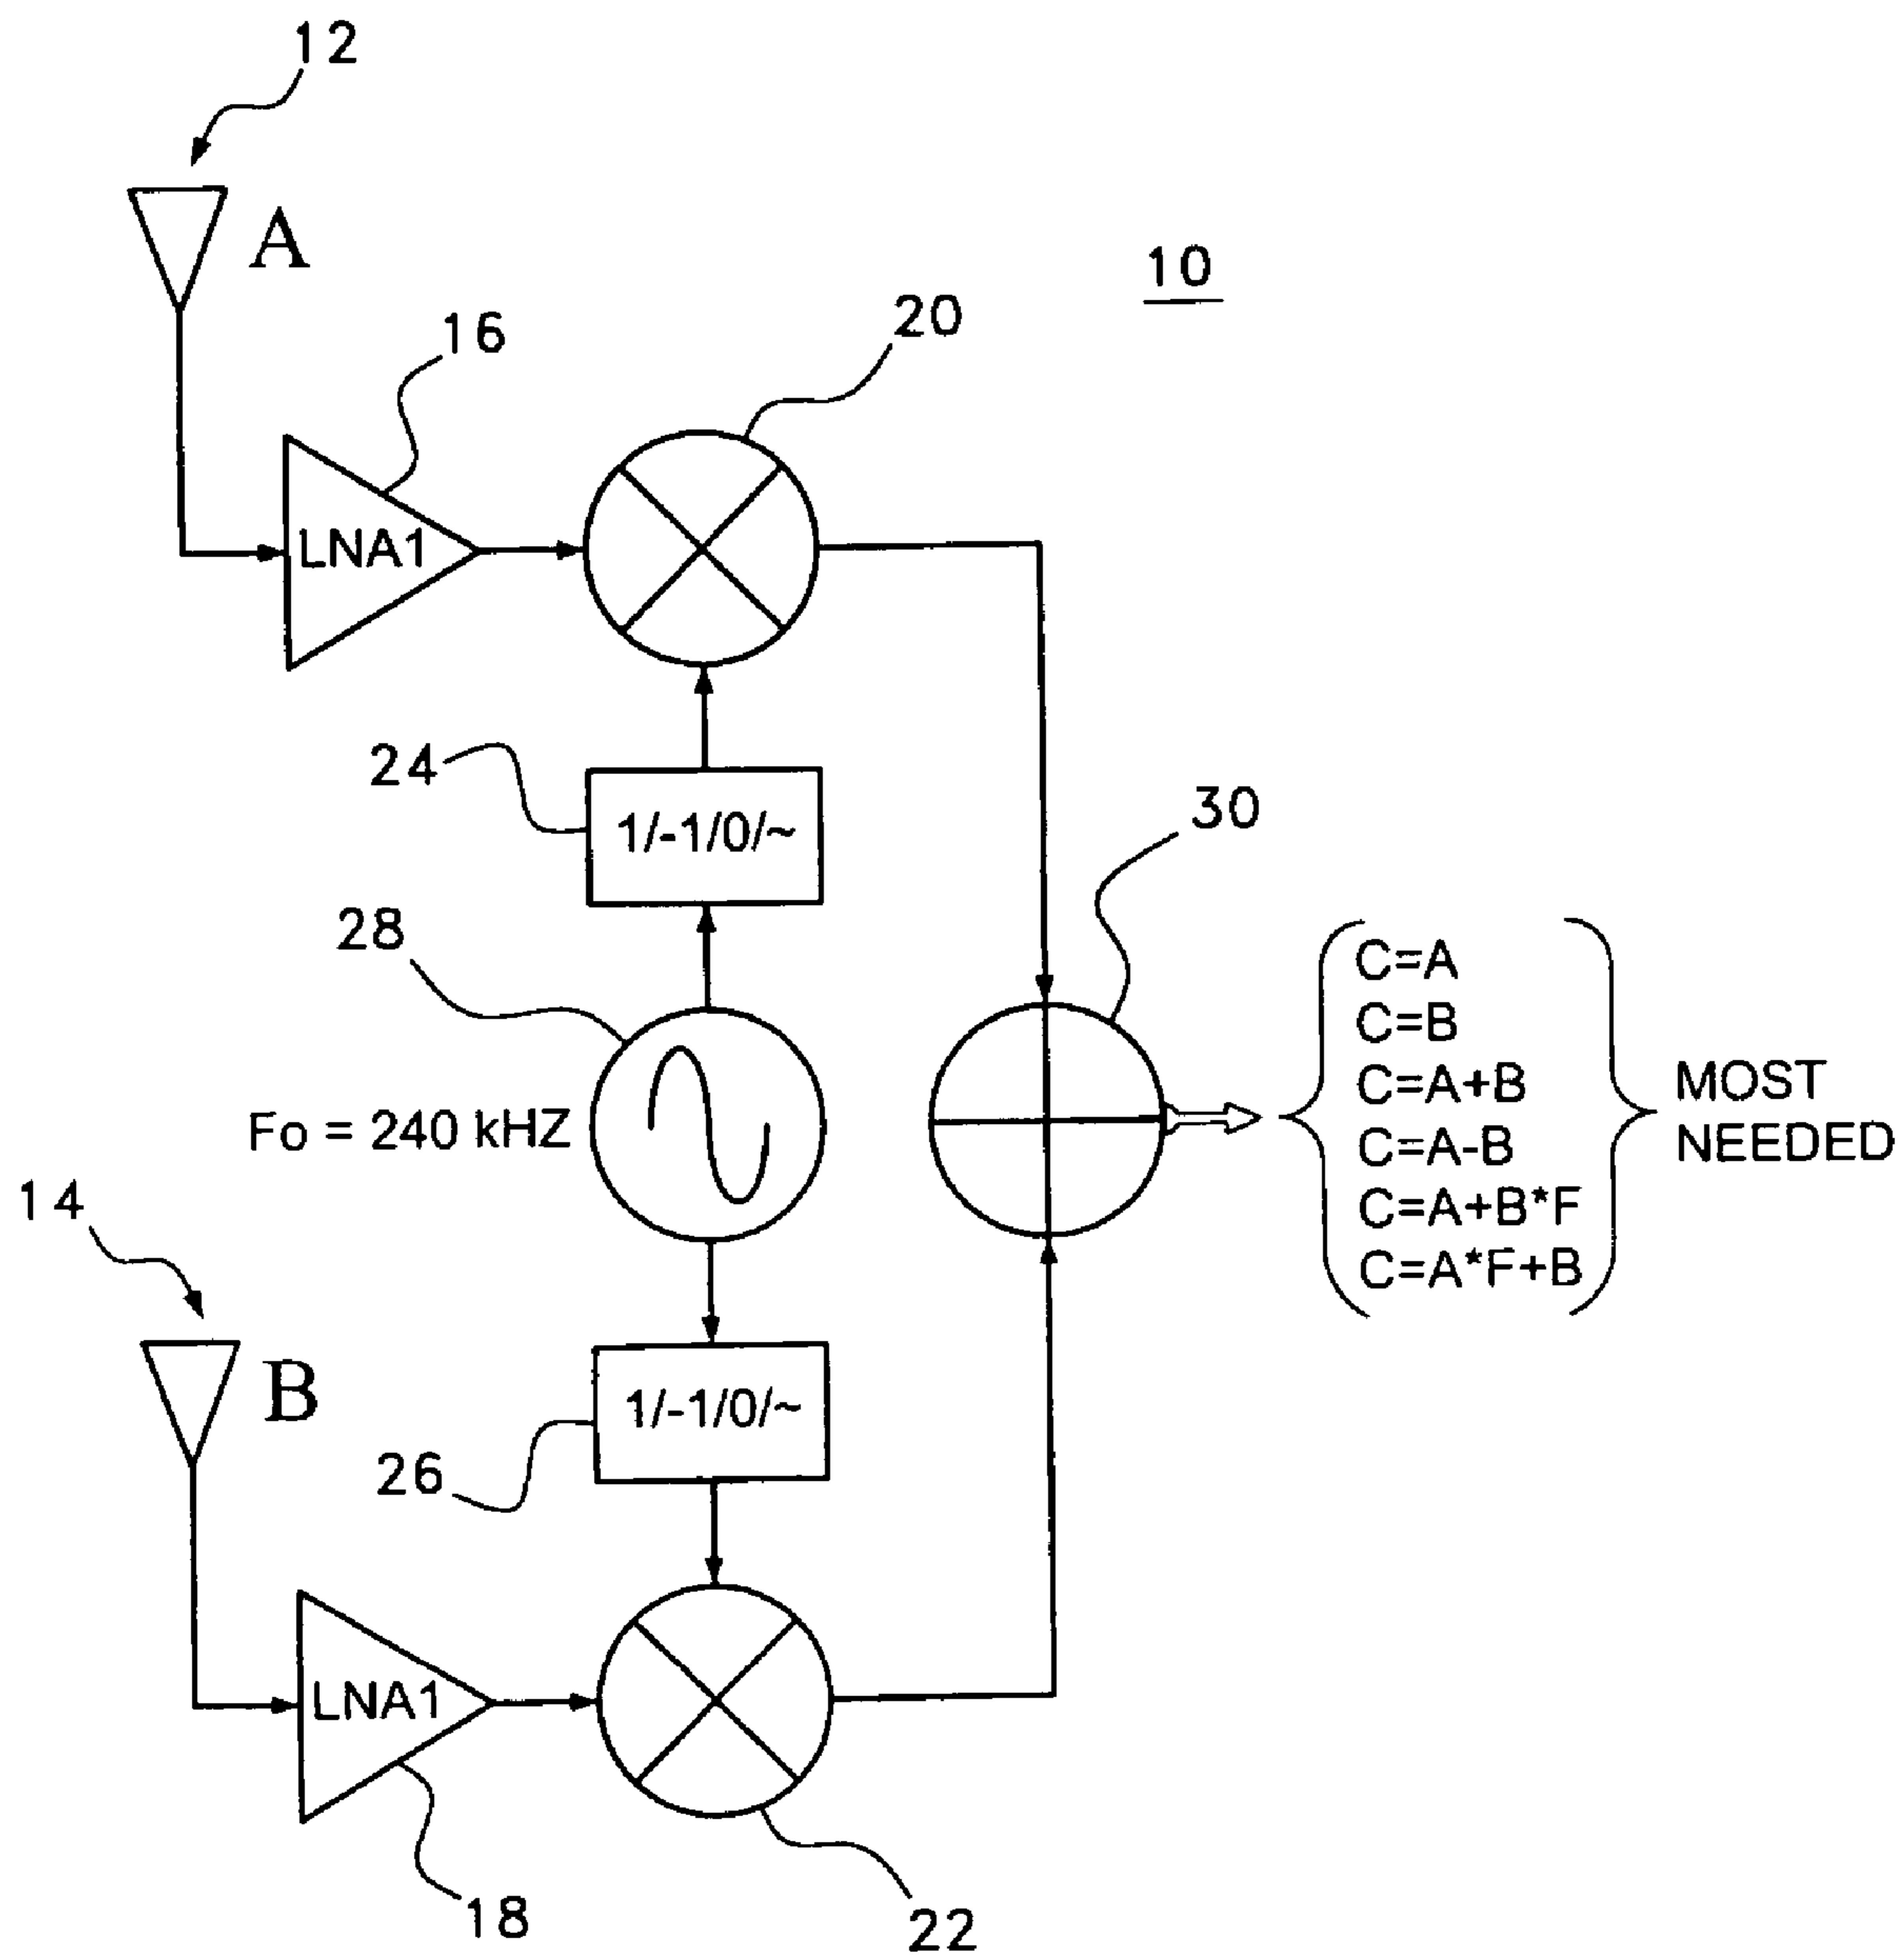 12
A
10
20
16
LNA1
24
1/-1/0/~
30
28
C=A
C=B
C=A+B
C=A-B
C=A+B*F
C=A*F+B
MOST
NEEDED
Fo = 240 kHZ
14
B
1/-1/0/~
26
LNA1
18
22